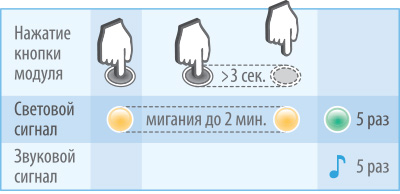 Нажатие
кнопки
модуля
>3 сек.
Световой
сигнал
мигания до 2 мин.
5 раз
Звуковой
сигнал
5 раз